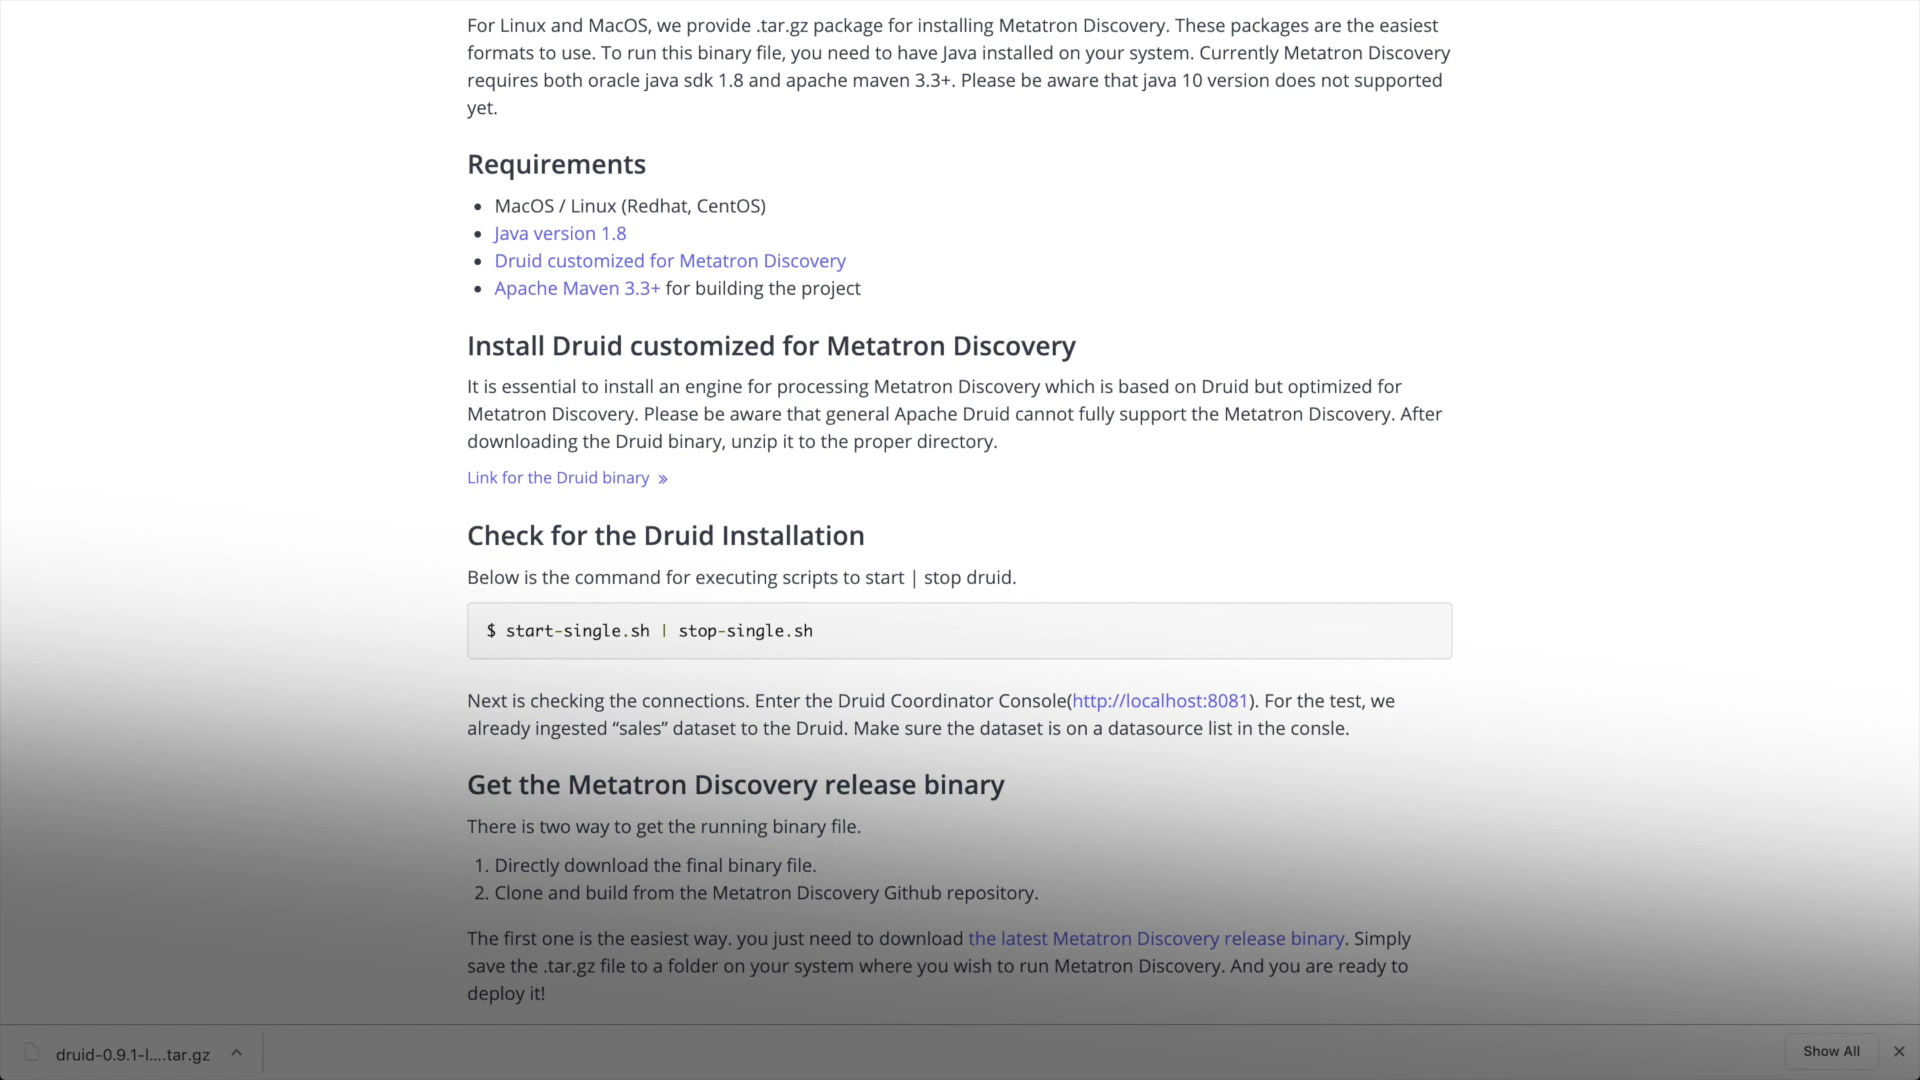 For Linux and MacOS, we provide .tar.gz package for installing Metatron Discovery. These packages are the easiest
formats to use. To run this binary file, you need to have Java installed on your system. Currently Metatron Discovery
requires both oracle java sdk 1.8 and apache maven 3.3+. Please be aware that java 10 version does not supported
yet.
Requirements
• MacOS / Linux (Redhat, CentOS)
• Java version 1.8
• Druid customized for Metatron Discovery
• Apache Maven 3.3+ for building the project
Install Druid customized for Metatron Discovery
It is essential to install an engine for processing Metatron Discovery which is based on Druid but optimized for
Metatron Discovery. Please be aware that general Apache Druid cannot fully support the Metatron Discovery. After
downloading the Druid binary, unzip it to the proper directory.
Link for the Druid binary »
Check for the Druid Installation
Below is the command for executing scripts to start | stop druid.
$ start-single.sh | stop-single.sh
Next is checking the connections. Enter the Druid Coordinator Console(http://localhost:8081). For the test, we
already ingested “sales” dataset to the Druid. Make sure the dataset is on a datasource list in the consle.
Get the Metatron Discovery release binary
There is two way to get the running binary file.
1. Directly download the final binary file.
2. Clone and build from the Metatron Discovery Github repository.
The first one is the easiest way. you just need to download the latest Metatron Discovery release binary. Simply
save the .tar.gz file to a folder on your system where you wish to run Metatron Discovery. And you are ready to
deploy it!
druid-0.9.1-l....tar.gz
Show All